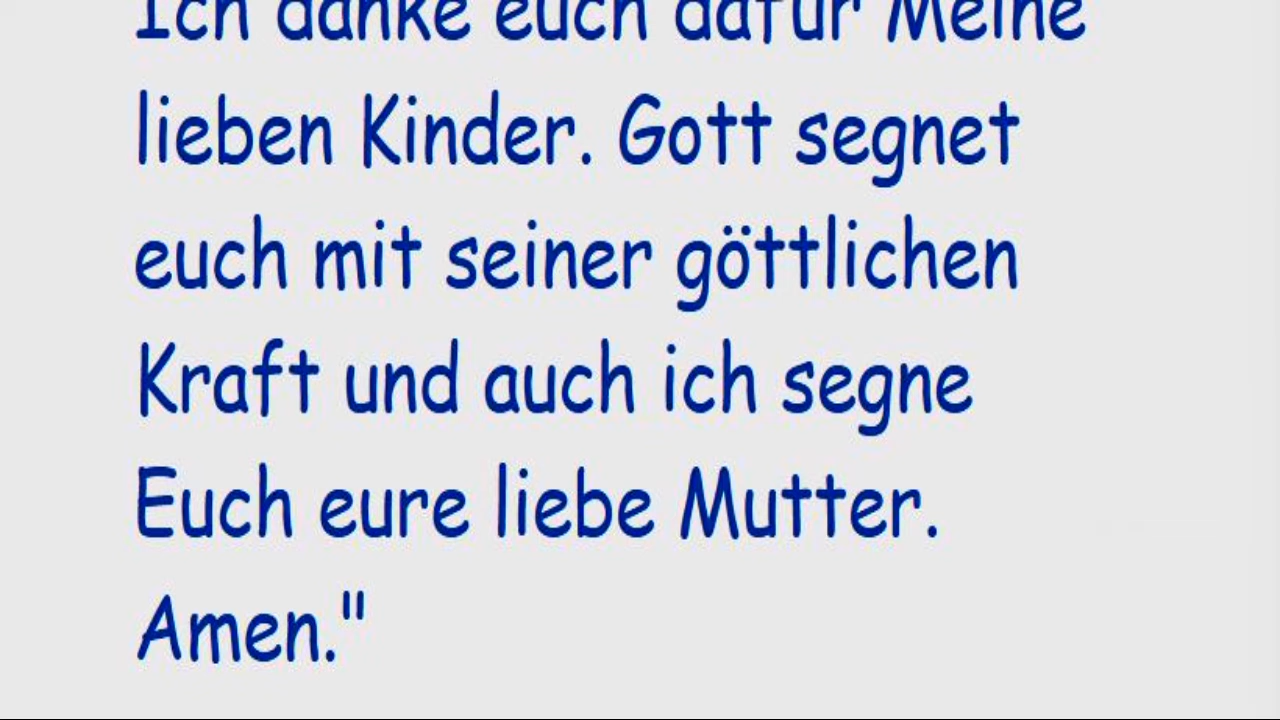 Ich danke euch dafür Meine
lieben Kinder. Gott segnet
euch mit seiner göttlichen
Kraft und auch ich segne
Euch eure liebe Mutter.
Amen."